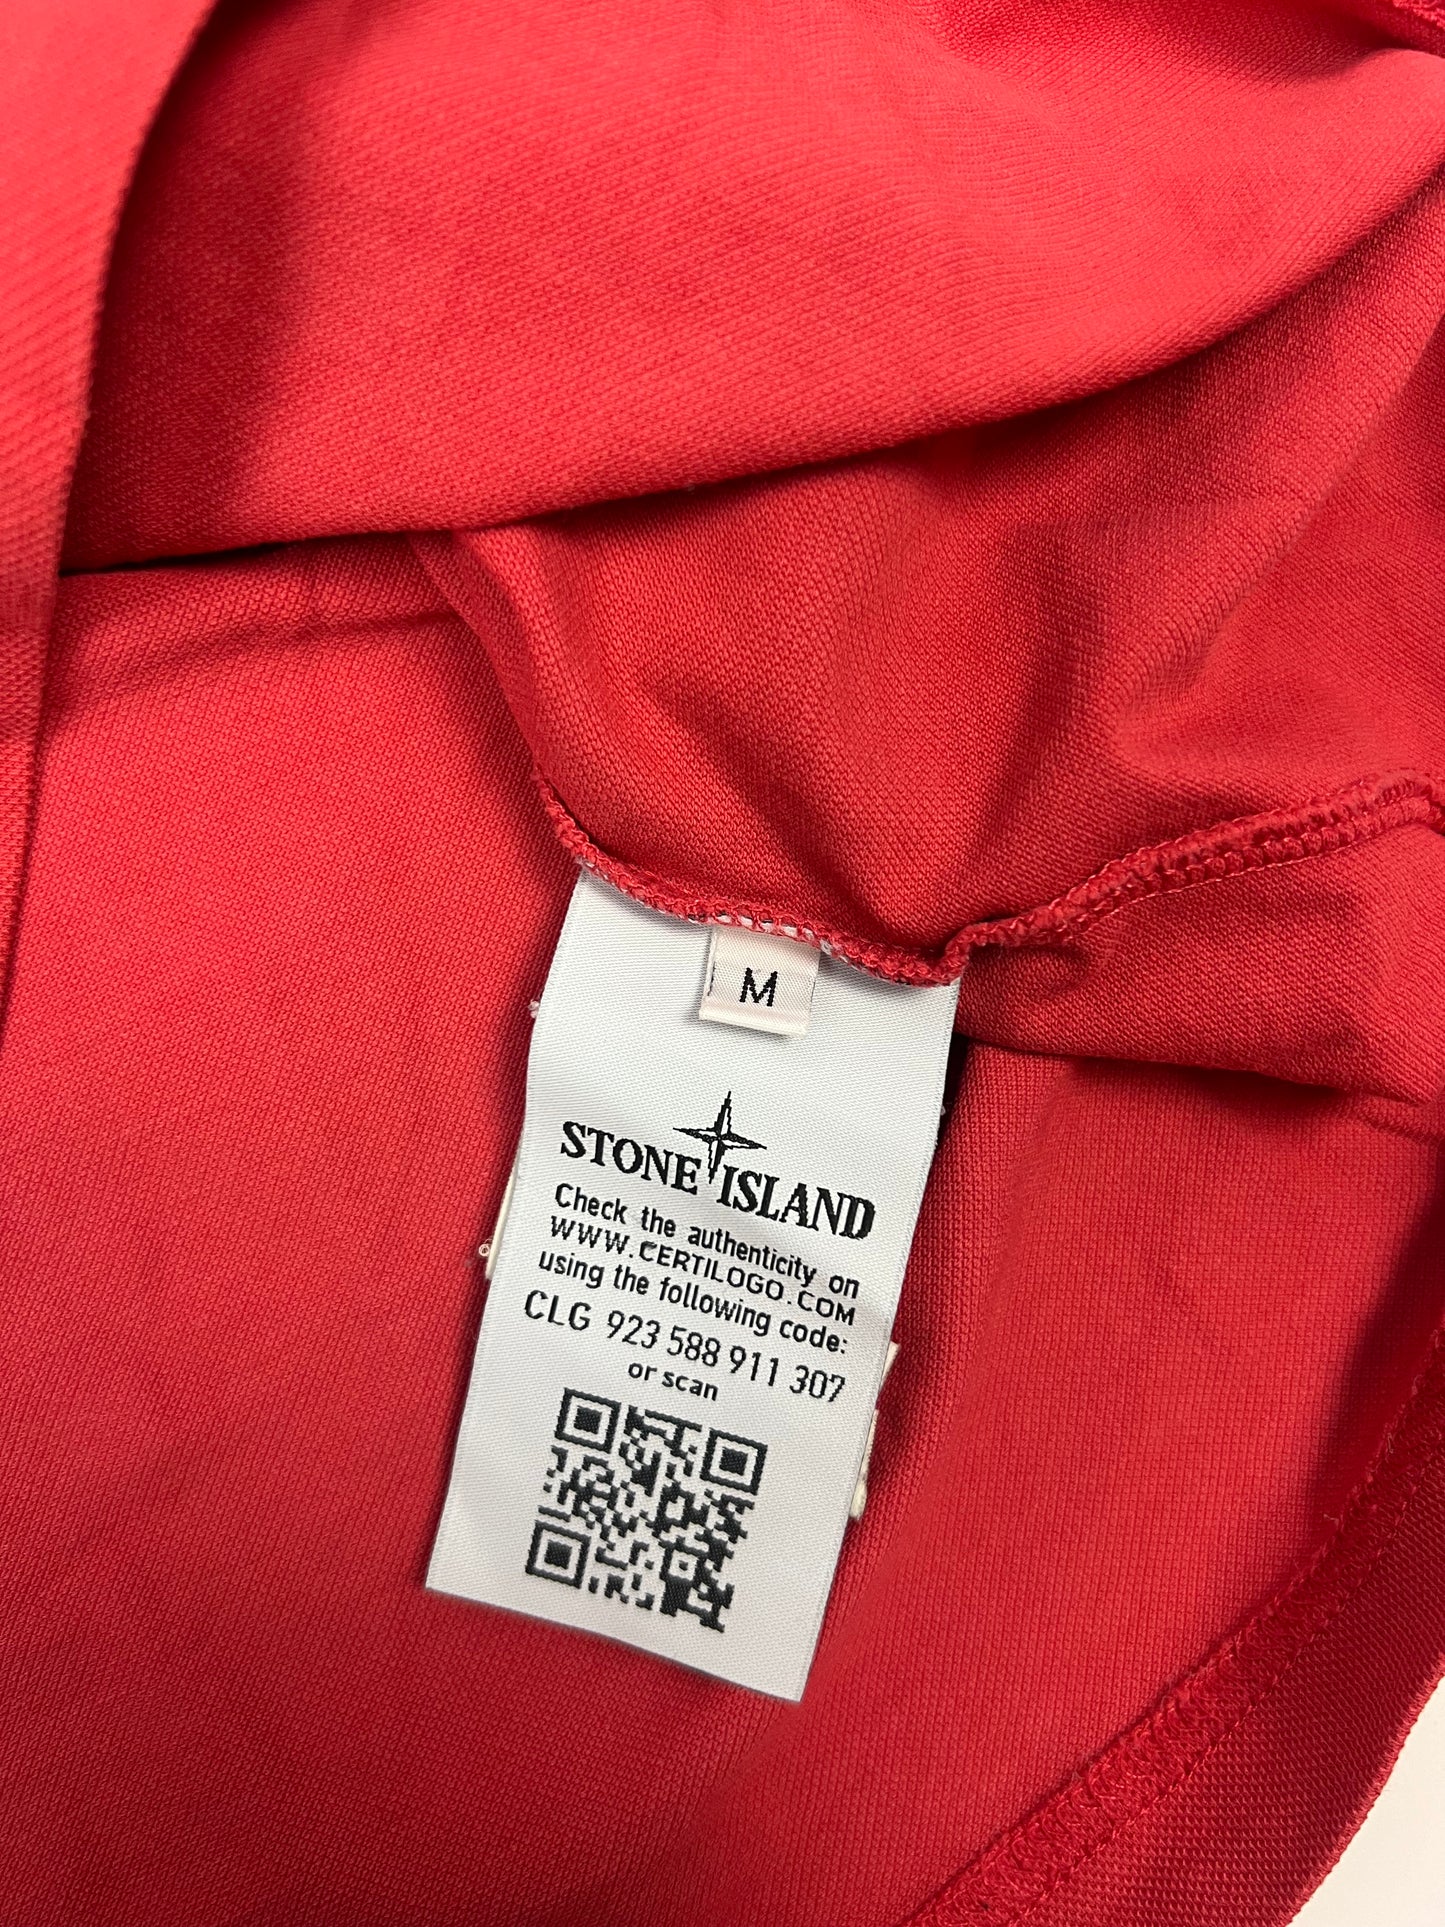 M
STONE ISLAND
Check the authenticity on
WWW.CERTILOGO.COM
using the following code:
CLG 923 588 911 307
or scan